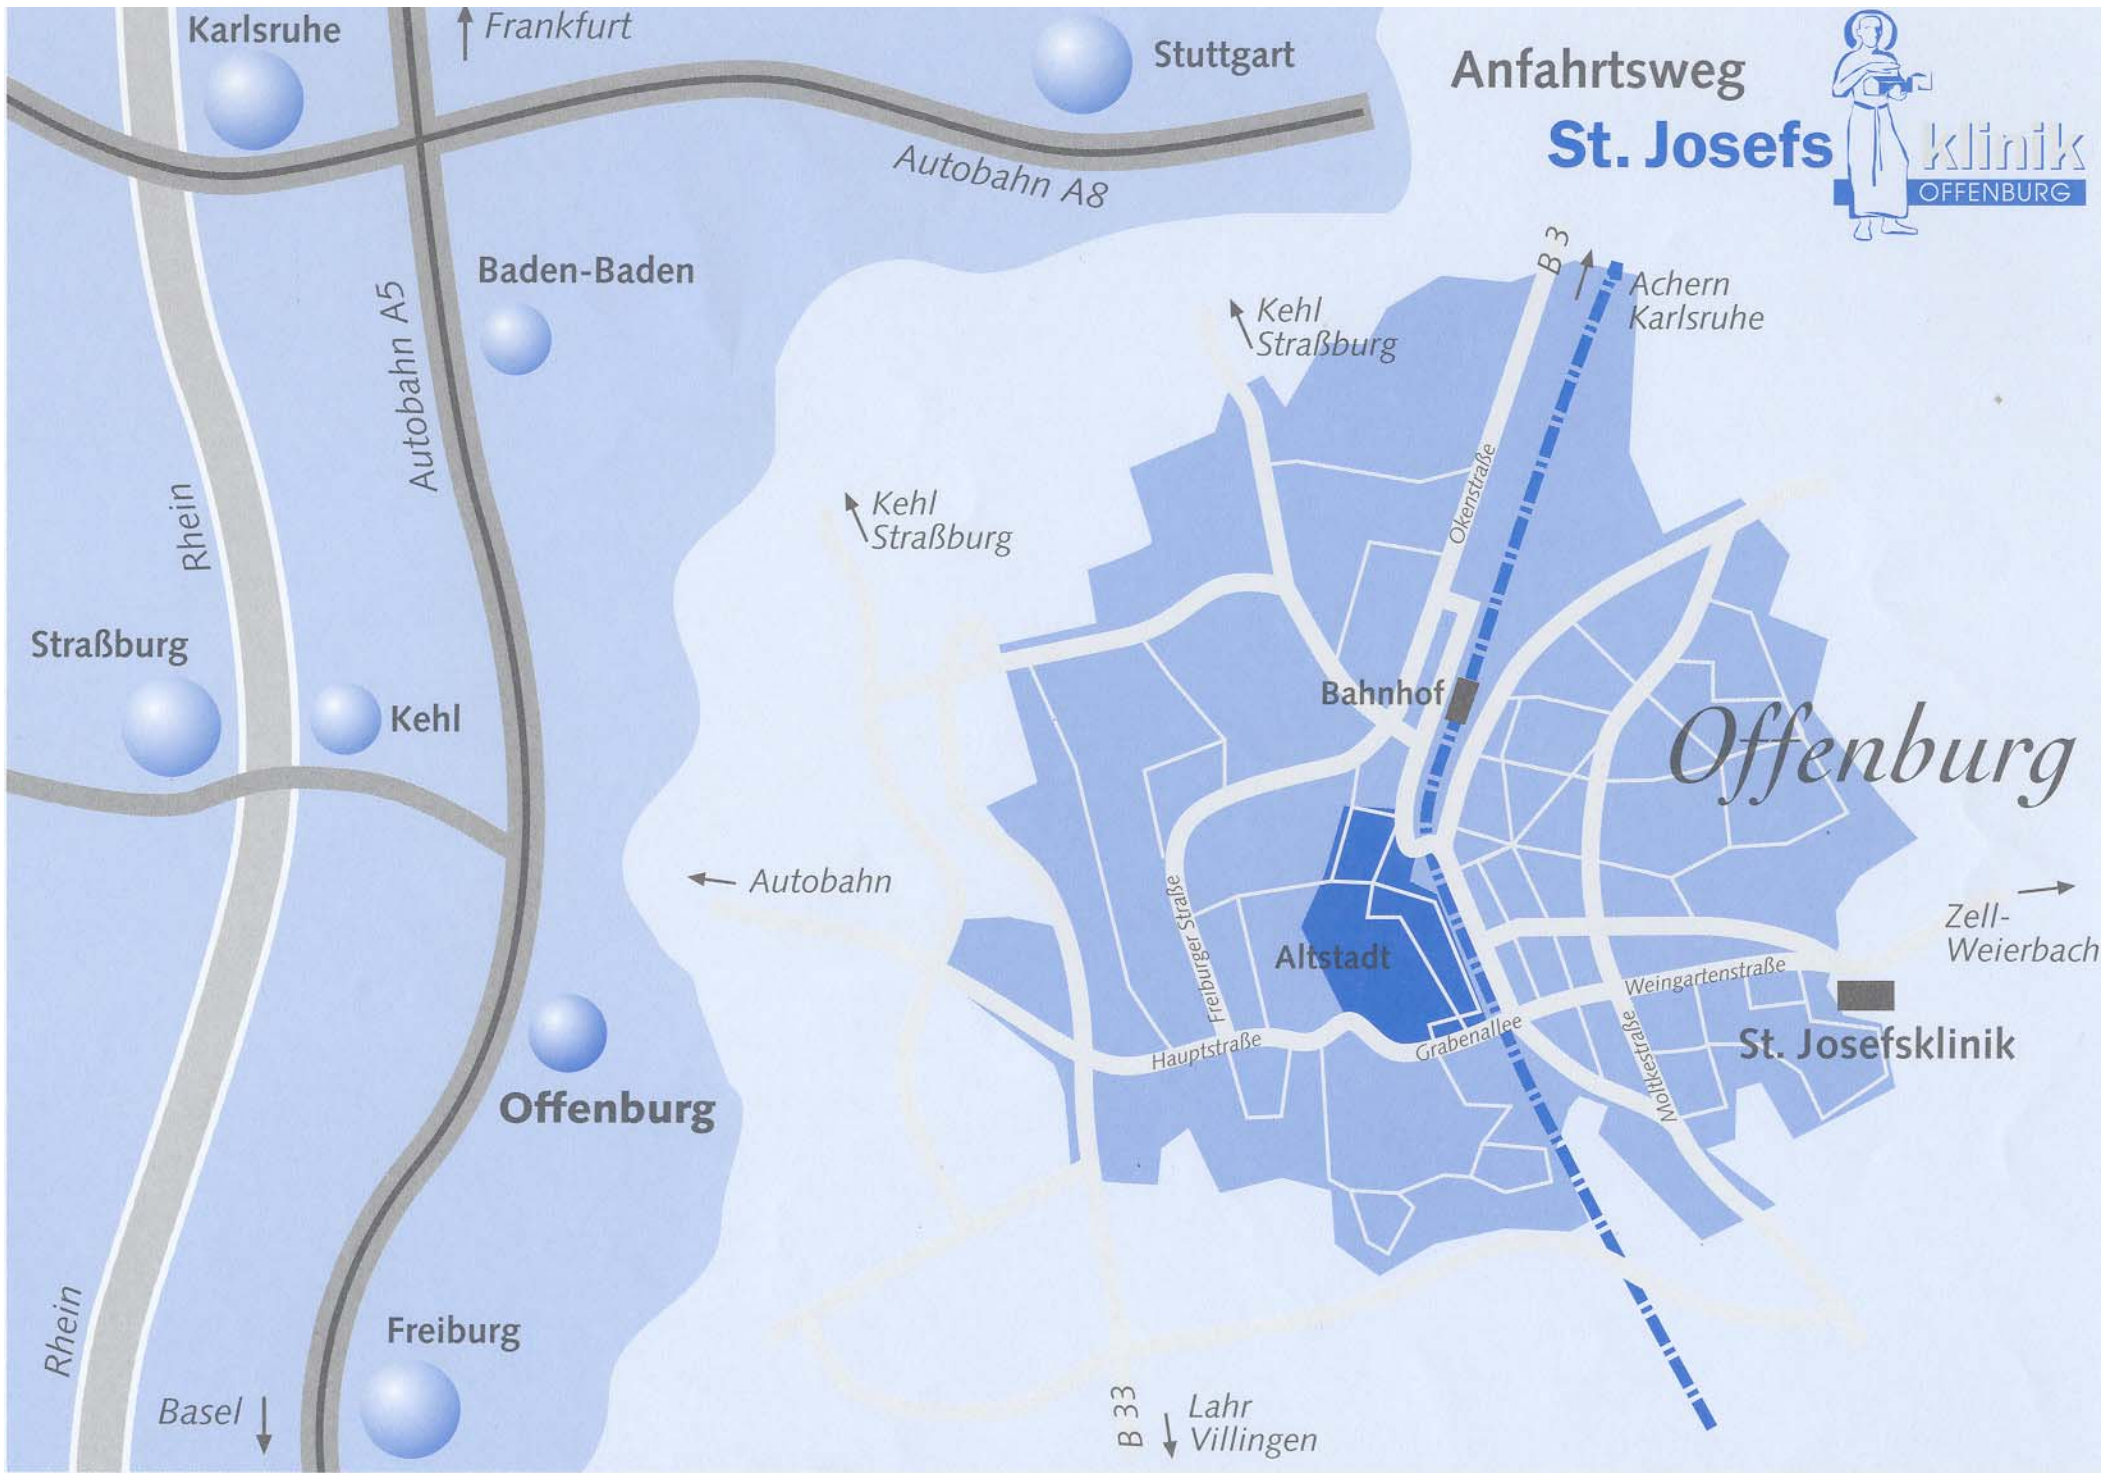 Karlsruhe
Frankfurt
Stuttgart
Anfahrtsweg
St. Josefs klinik
OFFENBURG
Autobahn A8
Baden-Baden
Autobahn A5
B 3
Achern
Karlsruhe
Kehl
Straßburg
Kehl
Straßburg
Okenstraße
Rhein
Straßburg
Kehl
Bahnhof
Offenburg
Autobahn
Freiburger Straße
Altstadt
Zell-
Weierbach
Weingartenstraße
Hauptstraße
Grabenallee
Moltkestraße
St. Josefsklinik
Offenburg
Rhein
Freiburg
Basel
B 33
Lahr
Villingen